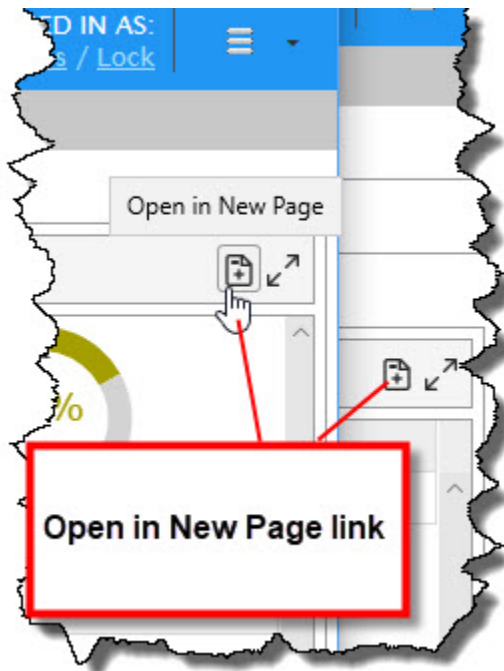 ED IN AS:
s / Lock
Open in New Page
%
Open in New Page link